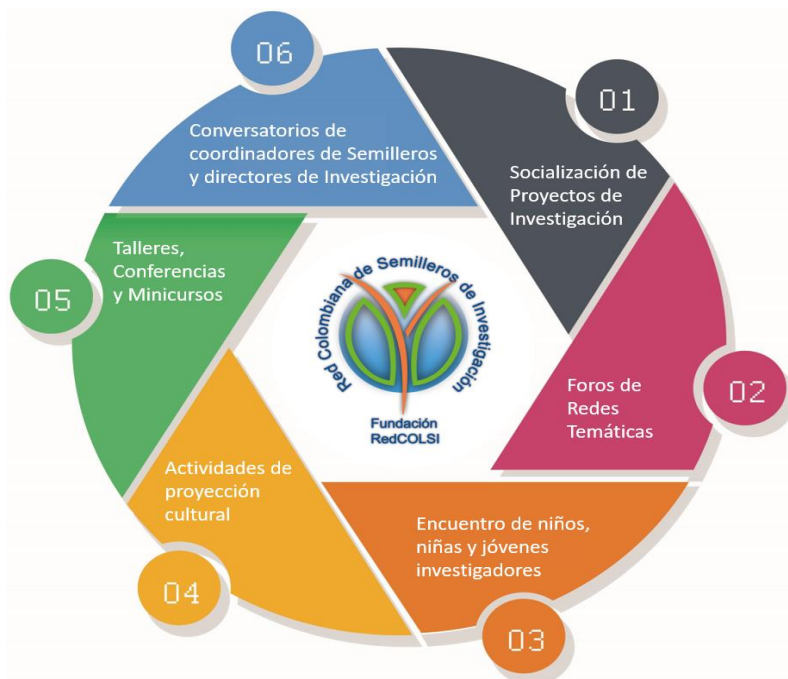 01
Socialización de
Proyectos de
Investigación
02
Foros de
Redes
Temáticas
03
Encuentro de niños,
niñas y jóvenes
investigadores
04
Actividades de
proyección
cultural
05
Talleres,
Conferencias
y Minicursos
06
Conversatorios de
coordinadores de Semilleros
y directores de Investigación
Red Colombiana de Semilleros de Investigación
Fundación
RedCOLSI